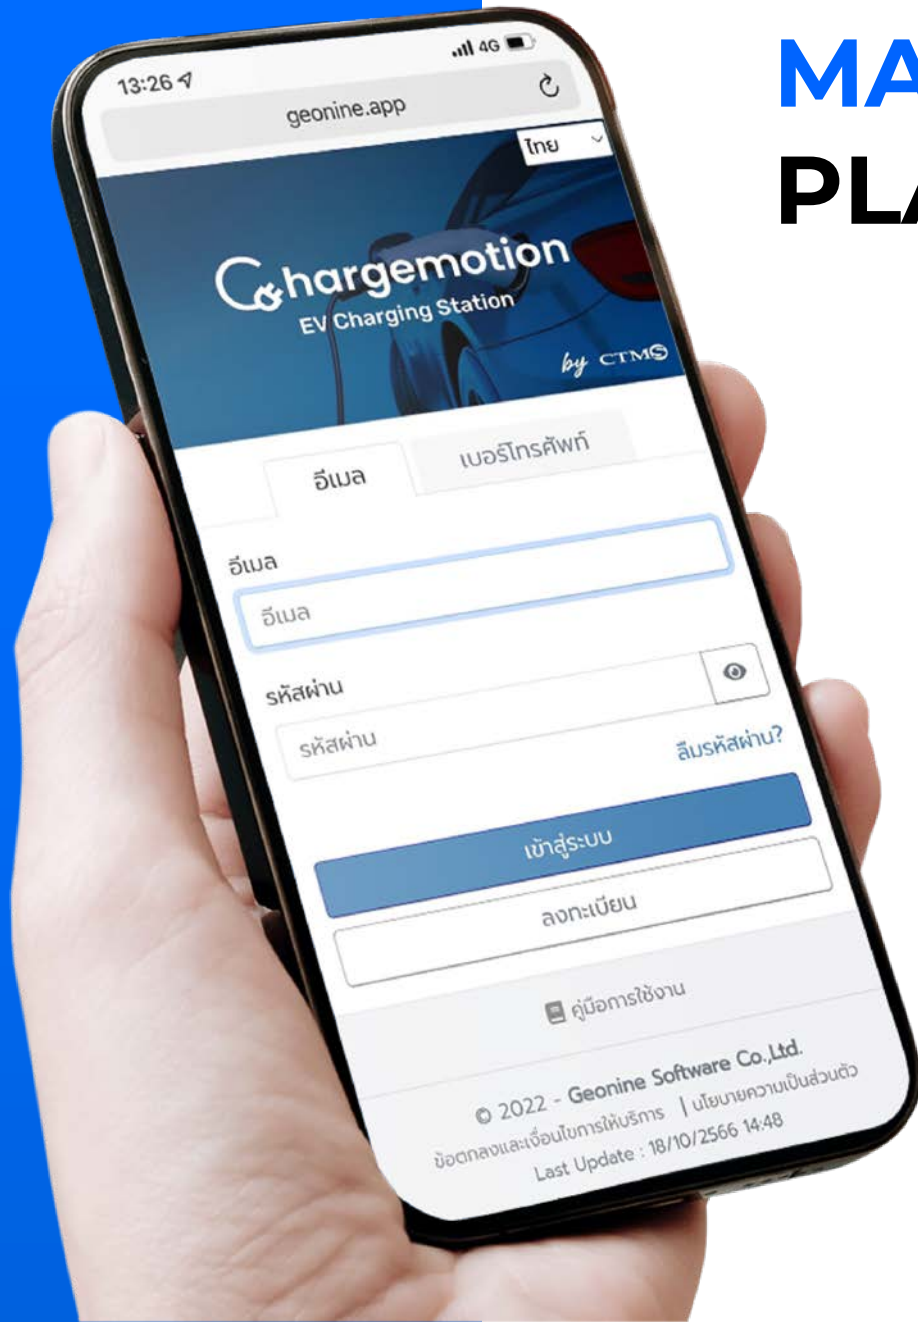 MA
PLA
13:26
4G
geonine.app
ไทย
Chargemotion
EV Charging Station
by CTMS
อีเมล
เบอร์โทรศัพท์
อีเมล
อีเมล
รหัสผ่าน
รหัสผ่าน
ลืมรหัสผ่าน?
เข้าสู่ระบบ
ลงทะเบียน
คู่มือการใช้งาน
© 2022 - Geonine Software Co.,Ltd.
ข้อตกลงและเงื่อนไขการให้บริการ | นโยบายความเป็นส่วนตัว
Last Update : 18/10/2566 14:48